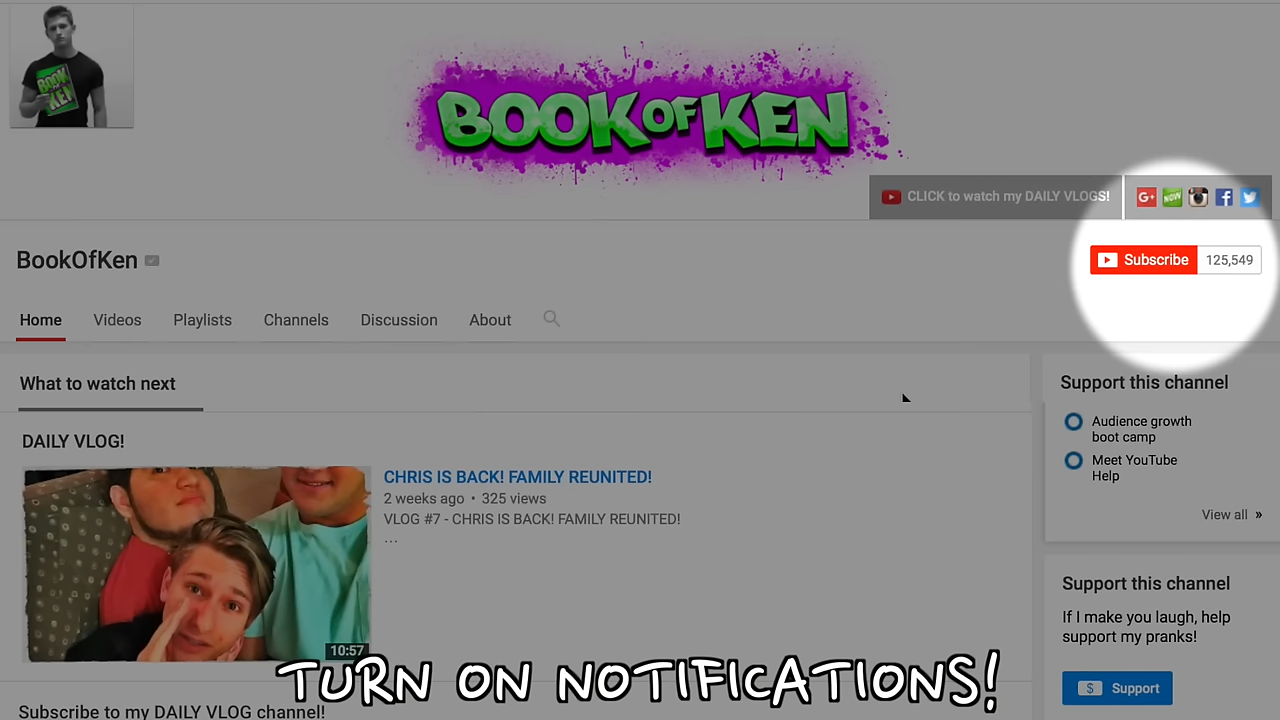 BOOK
KEN
BOOK OF KEN
CLICK to watch my DAILY VLOGS!
G+
NOW
BookOfKen
Subscribe 125,549
Home Videos Playlists Channels Discussion About
What to watch next
Support this channel
Audience growth
boot camp
Meet YouTube
Help
View all »
DAILY VLOG!
CHRIS IS BACK! FAMILY REUNITED!
2 weeks ago • 325 views
VLOG #7 - CHRIS IS BACK! FAMILY REUNITED!
...
10:57
Support this channel
If I make you laugh, help
support my pranks!
$ Support
TURN ON NOTIFICATIONS!
Subscribe to my DAILY VLOG channel!